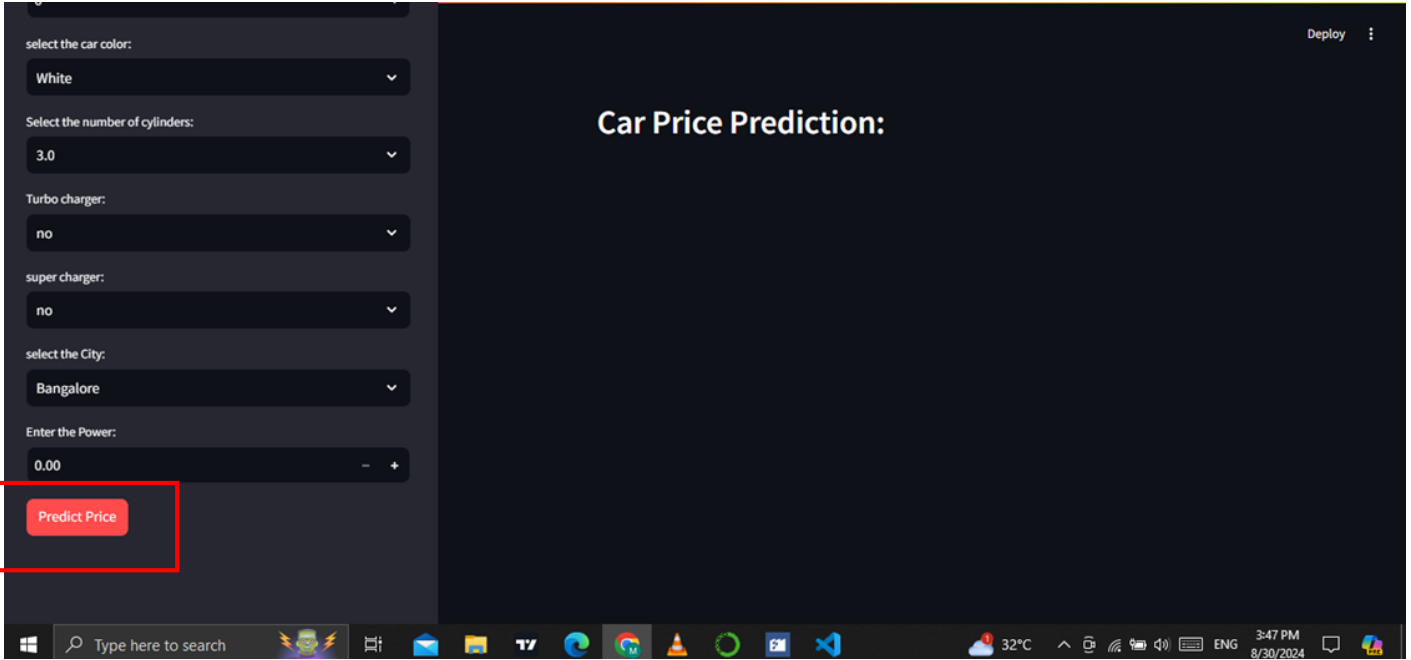 select the car color:
White
Select the number of cylinders:
3.0
Turbo charger:
no
super charger:
no
select the City:
Bangalore
Enter the Power:
0.00
Predict Price
Deploy
Car Price Prediction:
Type here to search
1
32°C
ENG
3:47 PM
8/30/2024